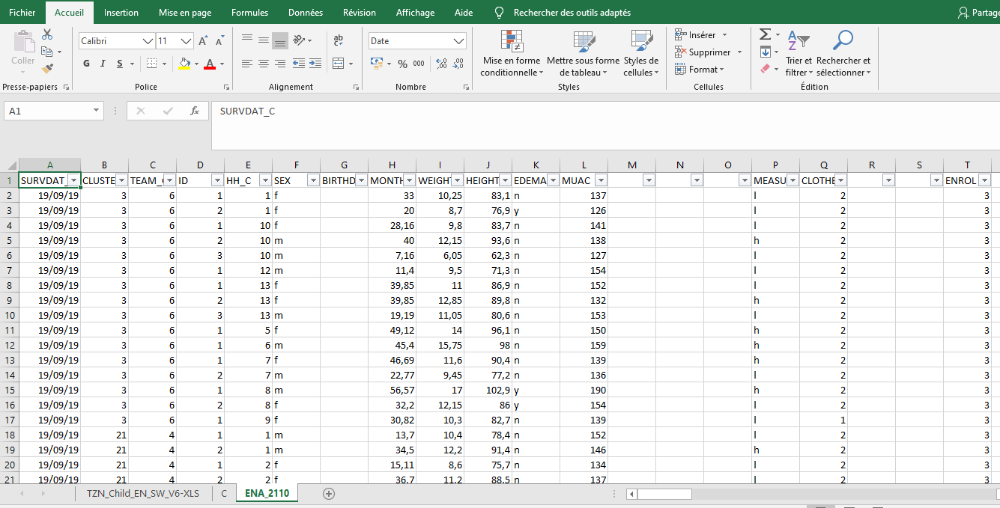 Fichier Accueil Insertion Mise en page Formules Données Révision Affichage Aide Rechercher des outils adaptés Partage
Coller Calibri 11 Date Insérer
Supprimer
Format
G I S % 000
Mise en forme conditionnelle Mettre sous forme de tableau Styles de cellules Trier et filtrer Rechercher et sélectionner
Presse-papiers Police Alignement Nombre Styles Cellules Édition
A1 fx SURVDAT_C
A B C D E F G H I J K L M N O P Q R S T
1 SURVDAT_ CLUSTE TEAM_ ID HH_C SEX BIRTHD MONTH WEIGHT HEIGHT EDEMA MUAC MEASU CLOTHE ENROL
2 19/09/19 3 6 1 1 f 33 10,25 83,1 n 137 l 2 3
3 19/09/19 3 6 2 1 f 20 8,7 76,9 y 126 l 2 3
4 19/09/19 3 6 1 10 f 28,16 9,8 83,7 n 141 l 2 3
5 19/09/19 3 6 2 10 m 40 12,15 93,6 n 138 h 2 3
6 19/09/19 3 6 3 10 m 7,16 6,05 62,3 n 127 l 2 3
7 19/09/19 3 6 1 12 m 11,4 9,5 71,3 n 154 l 2 3
8 19/09/19 3 6 1 13 f 39,85 11 86,9 n 152 l 2 3
9 19/09/19 3 6 2 13 f 39,85 12,85 89,8 n 132 h 2 3
10 19/09/19 3 6 3 13 m 19,19 11,05 80,6 n 153 l 2 3
11 19/09/19 3 6 1 5 f 49,12 14 96,1 n 150 h 2 3
12 19/09/19 3 6 1 6 m 45,4 15,75 98 n 159 h 2 3
13 19/09/19 3 6 1 7 f 46,69 11,6 90,4 n 139 h 2 3
14 19/09/19 3 6 2 7 m 22,77 9,45 77,2 n 136 l 2 3
15 19/09/19 3 6 1 8 m 56,57 17 102,9 y 190 h 2 3
16 19/09/19 3 6 2 8 f 32,2 12,15 86 y 154 l 2 3
17 19/09/19 3 6 1 9 f 30,82 10,3 82,7 n 139 l 1 3
18 19/09/19 21 4 1 1 m 13,7 10,4 78,4 n 152 l 2 3
19 19/09/19 21 4 2 1 m 34,5 12,2 91,4 n 146 h 2 3
20 19/09/19 21 4 1 2 f 15,11 8,6 75,7 n 134 l 2 3
21 19/09/19 21 4 2 2 f 36,7 11,2 88,5 n 137 l 2 3
TZN_Child_EN_SW_V6-XLS C ENA_2110